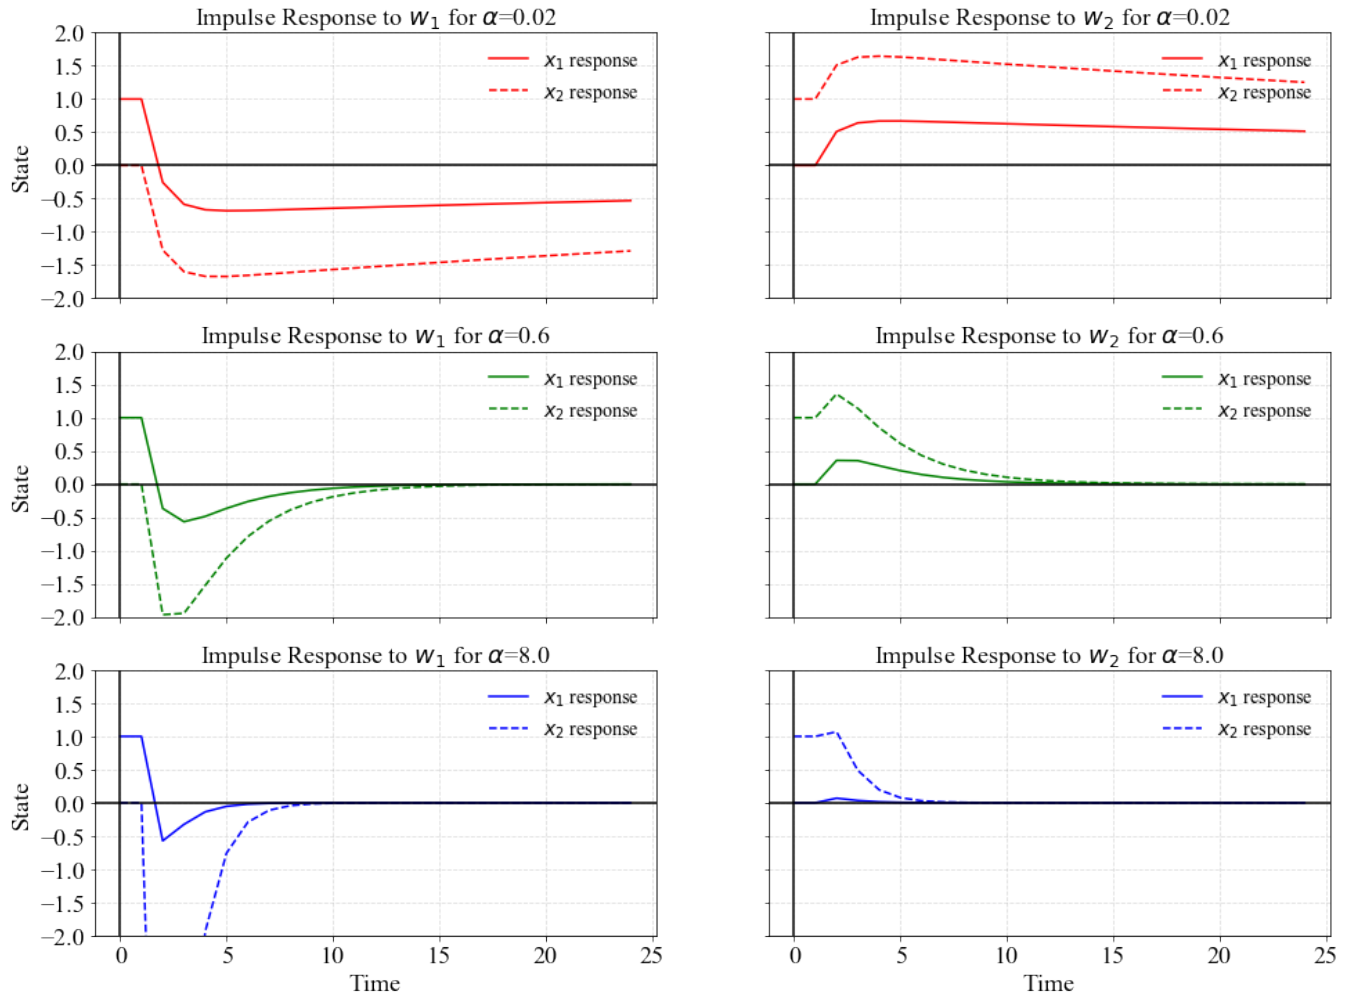 Impulse Response to w₁ for α=0.02
Impulse Response to w₂ for α=0.02
2.0
1.5
1.0
0.5
0.0
−0.5
−1.0
−1.5
−2.0
State
x₁ response
x₂ response
x₁ response
x₂ response
Impulse Response to w₁ for α=0.6
Impulse Response to w₂ for α=0.6
2.0
1.5
1.0
0.5
0.0
−0.5
−1.0
−1.5
−2.0
State
x₁ response
x₂ response
x₁ response
x₂ response
Impulse Response to w₁ for α=8.0
Impulse Response to w₂ for α=8.0
2.0
1.5
1.0
0.5
0.0
−0.5
−1.0
−1.5
−2.0
State
x₁ response
x₂ response
x₁ response
x₂ response
0 5 10 15 20 25
Time
0 5 10 15 20 25
Time